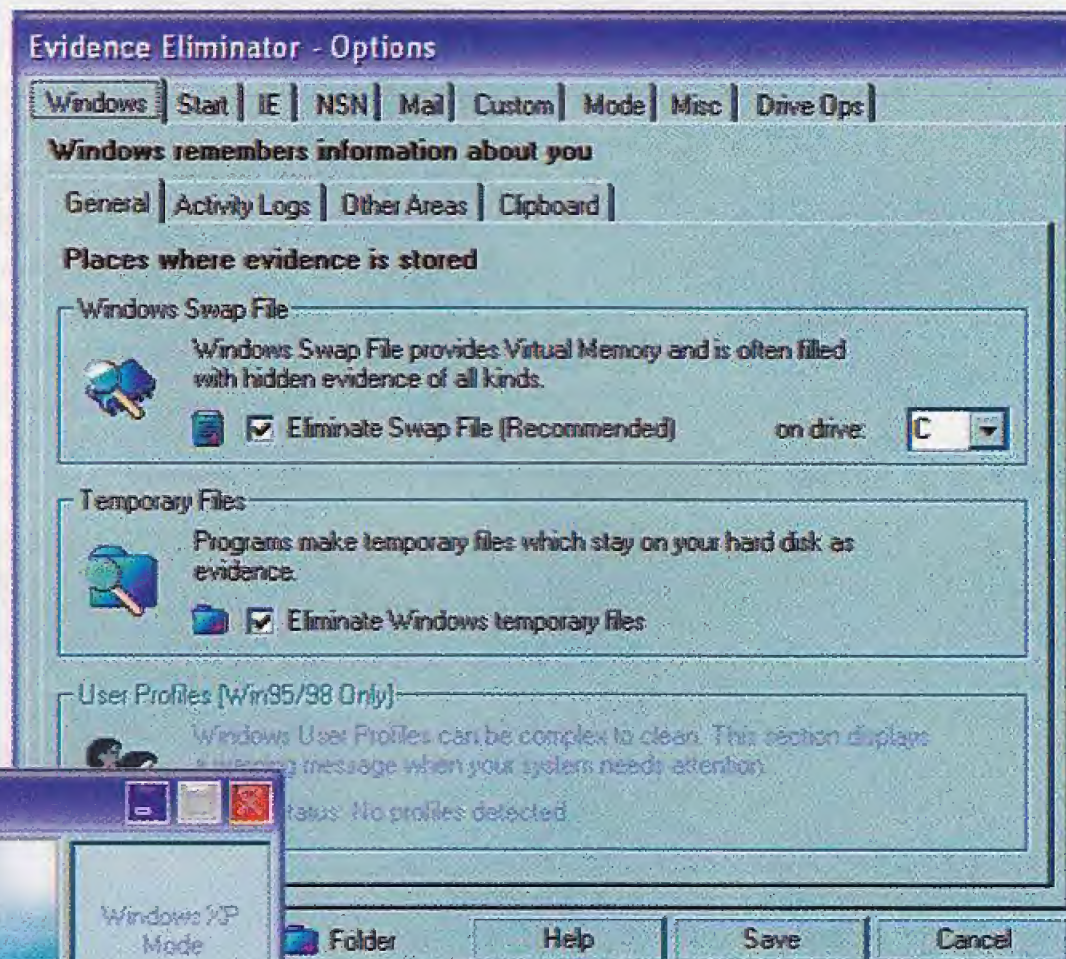 Evidence Eliminator - Options
Windows Start IE NSN Mail Custom Mode Misc Drive Ops
Windows remembers information about you
General Activity Logs Other Areas Clipboard
Places where evidence is stored
Windows Swap File
Windows Swap File provides Virtual Memory and is often filled
with hidden evidence of all kinds.
Eliminate Swap File (Recommended) on drive: C
Temporary Files
Programs make temporary files which stay on your hard disk as
evidence.
Eliminate Windows temporary files
User Profiles [Win95/98 Only]
Windows User Profiles can be complex to clean. This section displays
a warning message when your system needs attention.
No profiles detected.
Windows XP
Mode
Folder Help Save Cancel